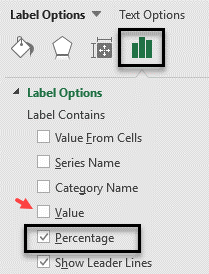 Label Options Text Options
Label Options
Label Contains
Value From Cells
Series Name
Category Name
Value
Percentage
Show Leader Lines